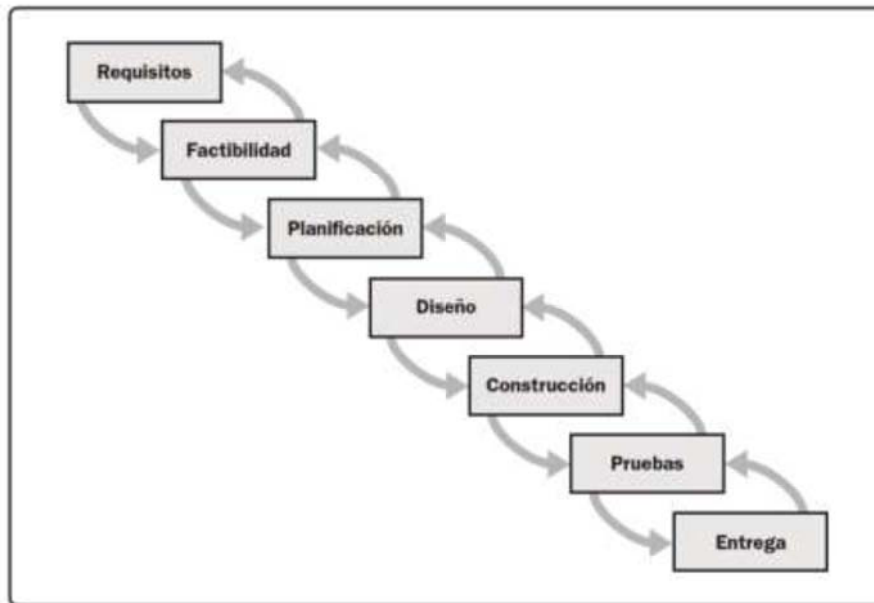 Requisitos
Factibilidad
Planificación
Diseño
Construcción
Pruebas
Entrega